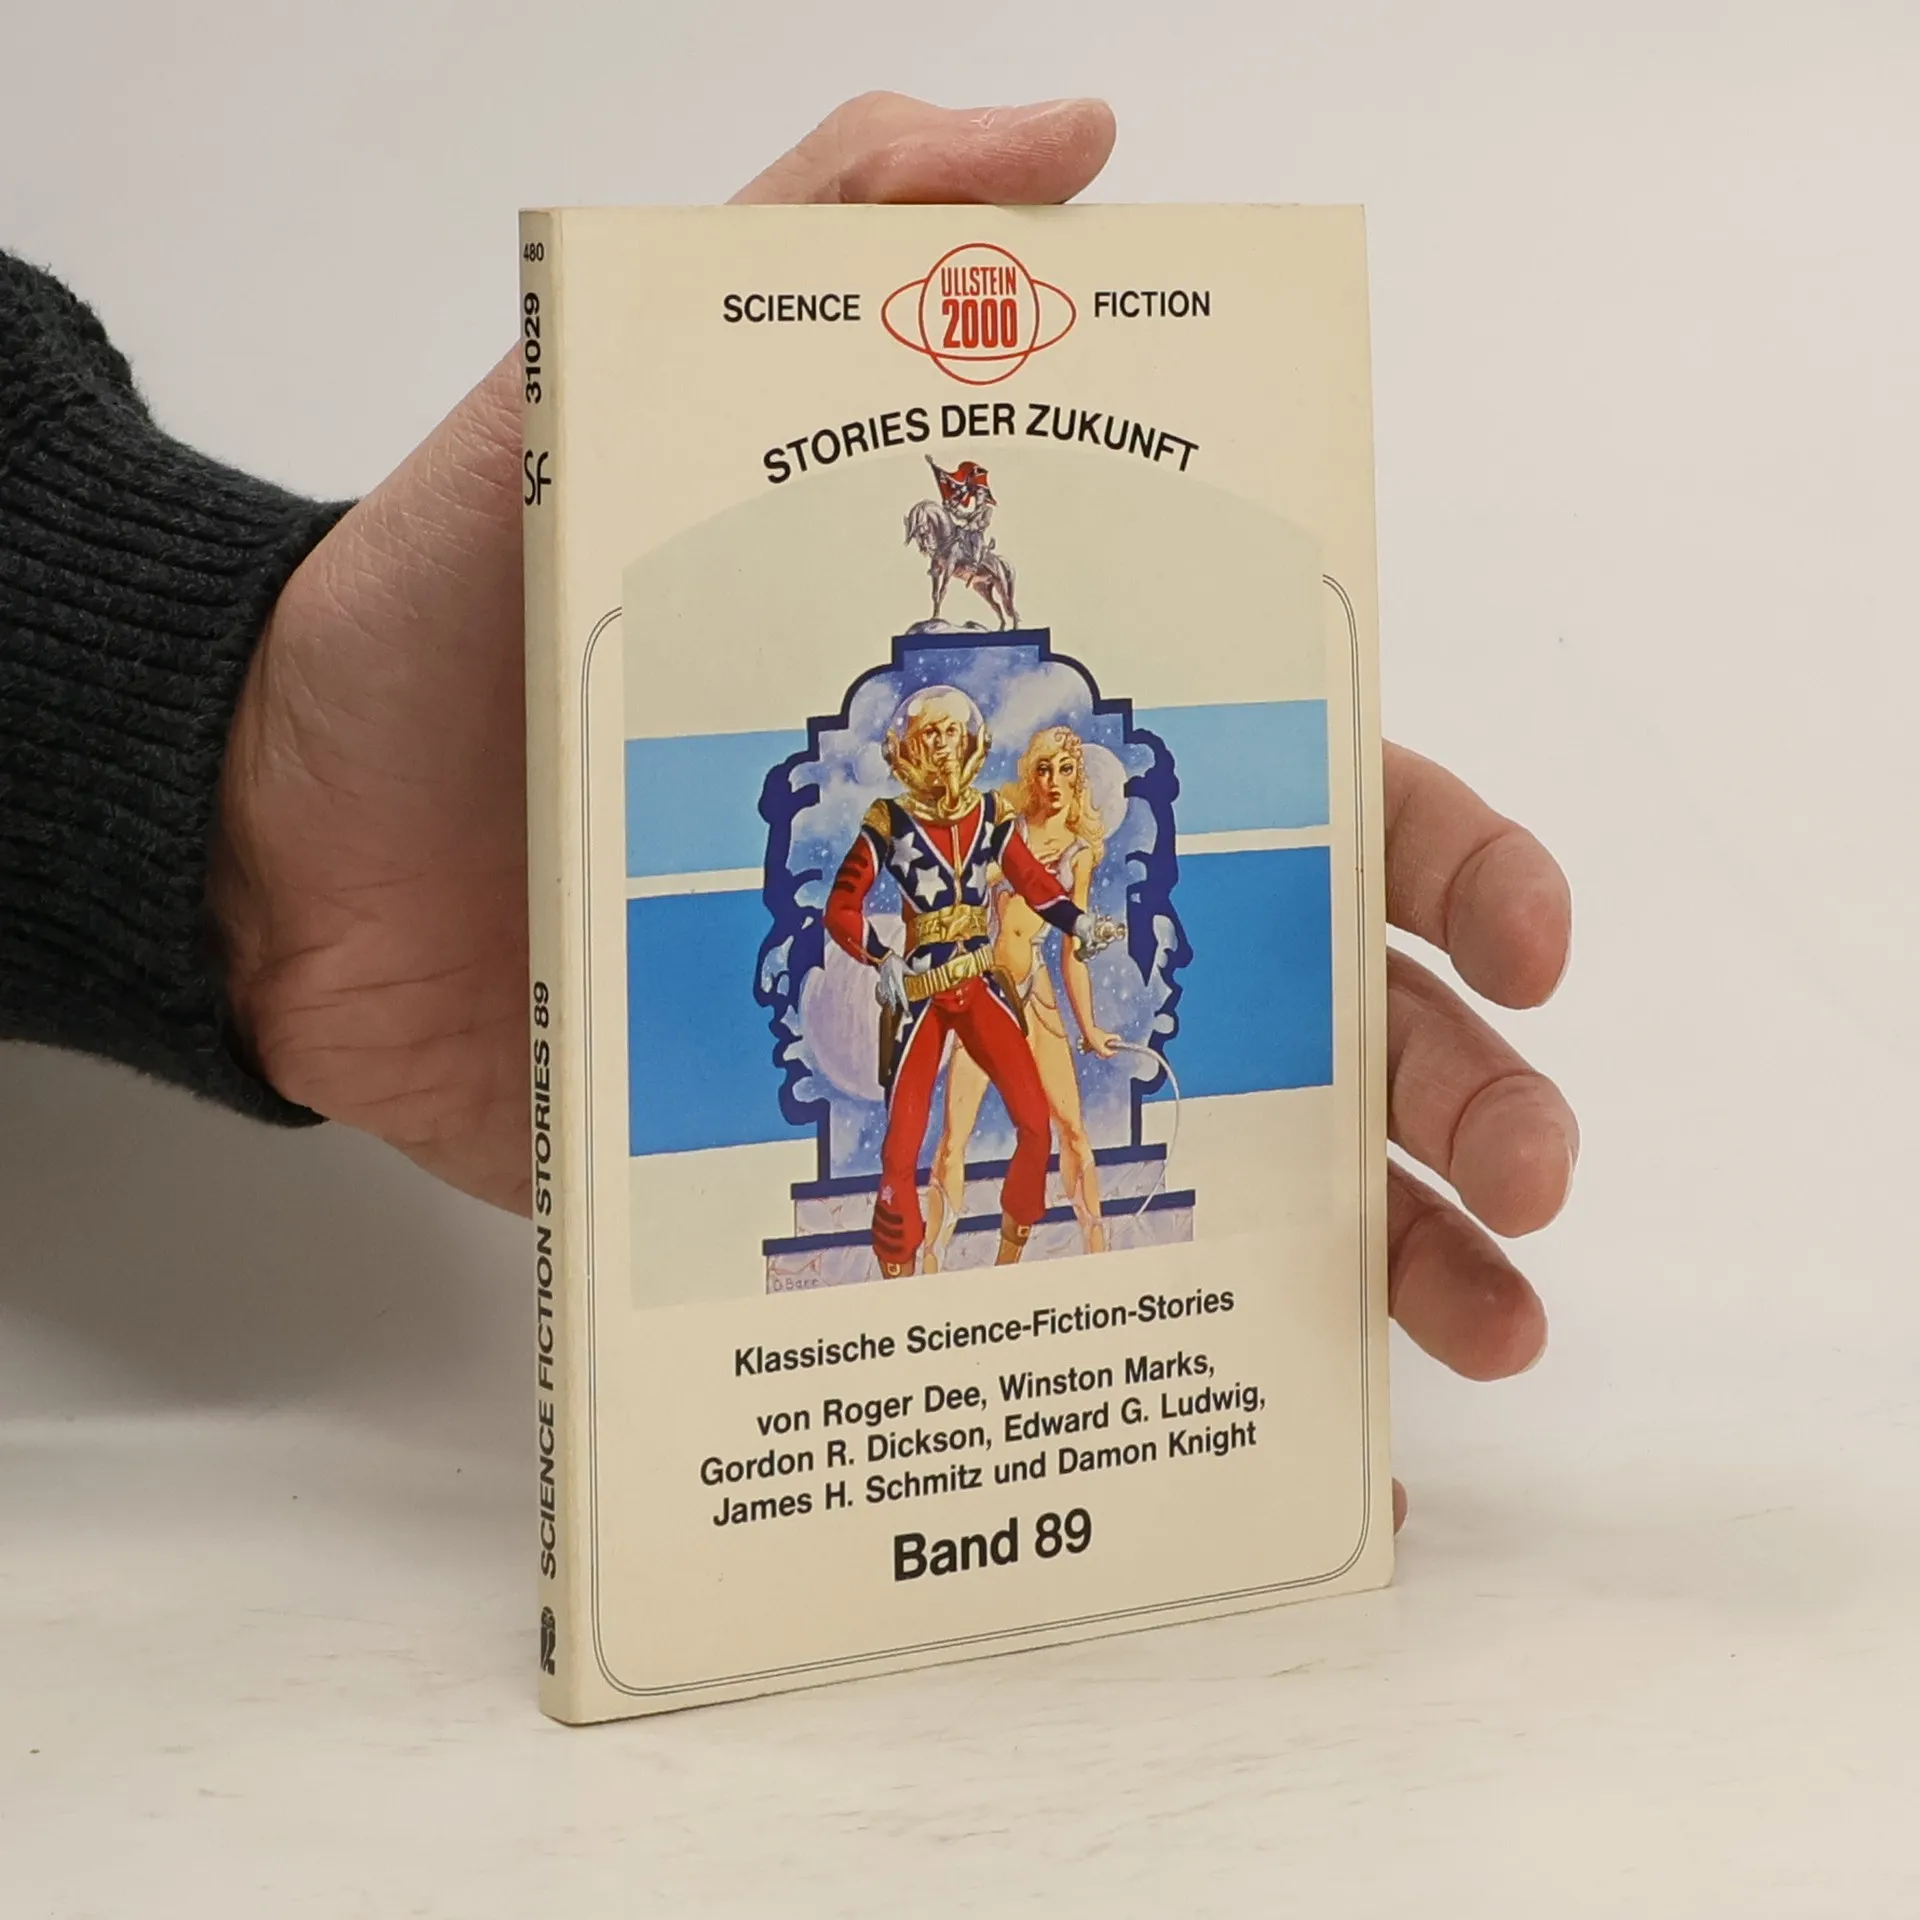 480
31029
SF
SCIENCE FICTION STORIES 89
SCIENCE ULLSTEIN 2000 FICTION
STORIES DER ZUKUNFT
Klassische Science-Fiction-Stories
von Roger Dee, Winston Marks,
Gordon R. Dickson, Edward G. Ludwig,
James H. Schmitz und Damon Knight
Band 89